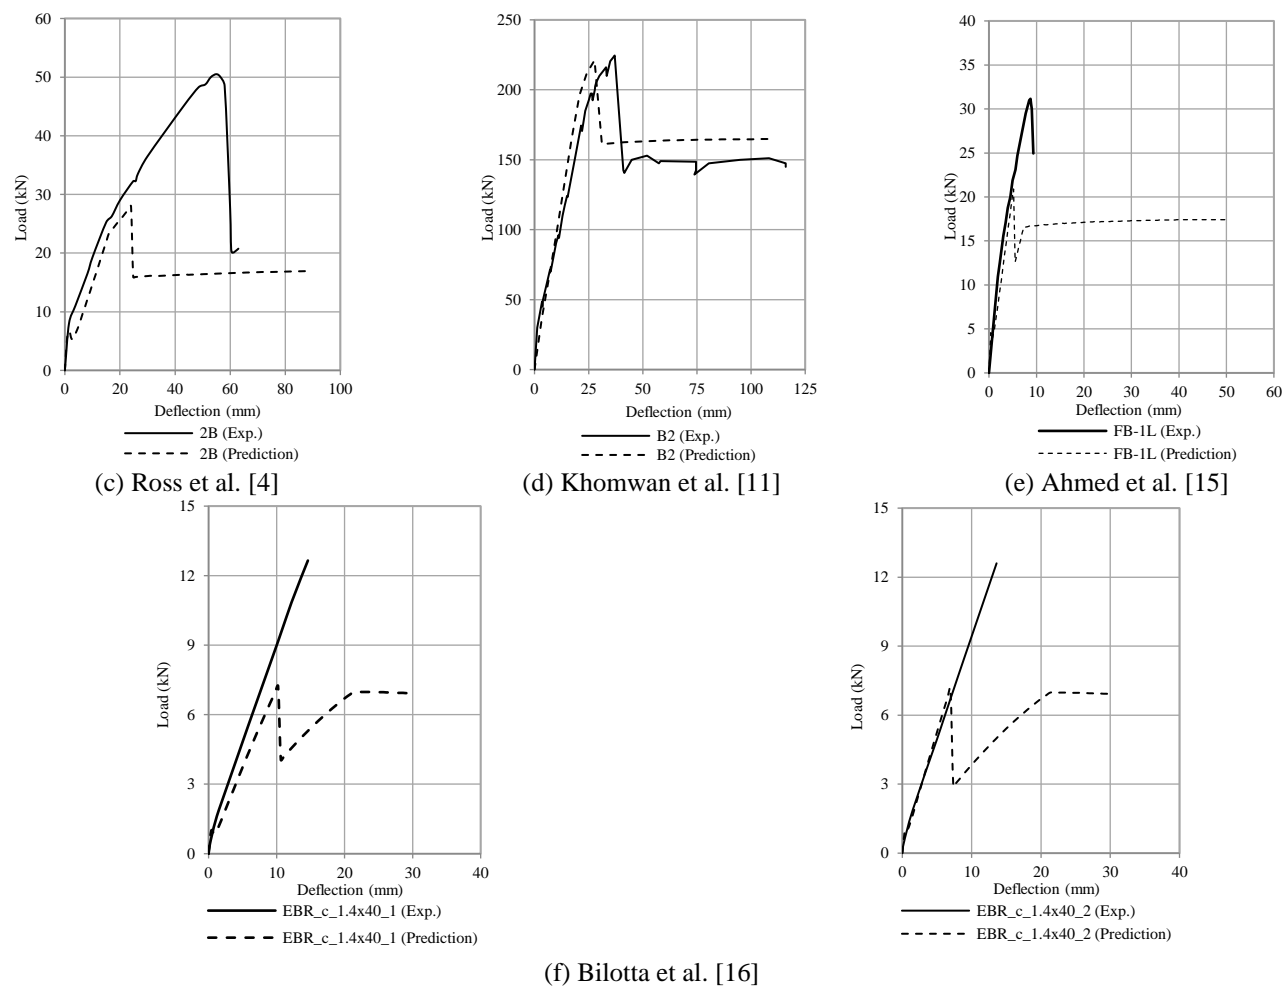 60
50
40
30
20
10
0
Load (kN)
0 20 40 60 80 100
Deflection (mm)
2B (Exp.)
2B (Prediction)
(c) Ross et al. [4]
250
200
150
100
50
0
Load (kN)
0 25 50 75 100 125
Deflection (mm)
B2 (Exp.)
B2 (Prediction)
(d) Khomwan et al. [11]
40
35
30
25
20
15
10
5
0
Load (kN)
0 10 20 30 40 50 60
Deflection (mm)
FB-1L (Exp.)
FB-1L (Prediction)
(e) Ahmed et al. [15]
15
12
9
6
3
0
Load (kN)
0 10 20 30 40
Deflection (mm)
EBR_c_1.4x40_1 (Exp.)
EBR_c_1.4x40_1 (Prediction)
15
12
9
6
3
0
Load (kN)
0 10 20 30 40
Deflection (mm)
EBR_c_1.4x40_2 (Exp.)
EBR_c_1.4x40_2 (Prediction)
(f) Bilotta et al. [16]